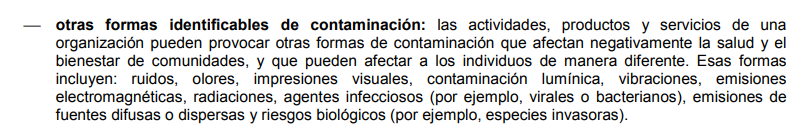 — otras formas identificables de contaminación: las actividades, productos y servicios de una
organización pueden provocar otras formas de contaminación que afectan negativamente la salud y el
bienestar de comunidades, y que pueden afectar a los individuos de manera diferente. Esas formas
incluyen: ruidos, olores, impresiones visuales, contaminación lumínica, vibraciones, emisiones
electromagnéticas, radiaciones, agentes infecciosos (por ejemplo, virales o bacterianos), emisiones de
fuentes difusas o dispersas y riesgos biológicos (por ejemplo, especies invasoras).